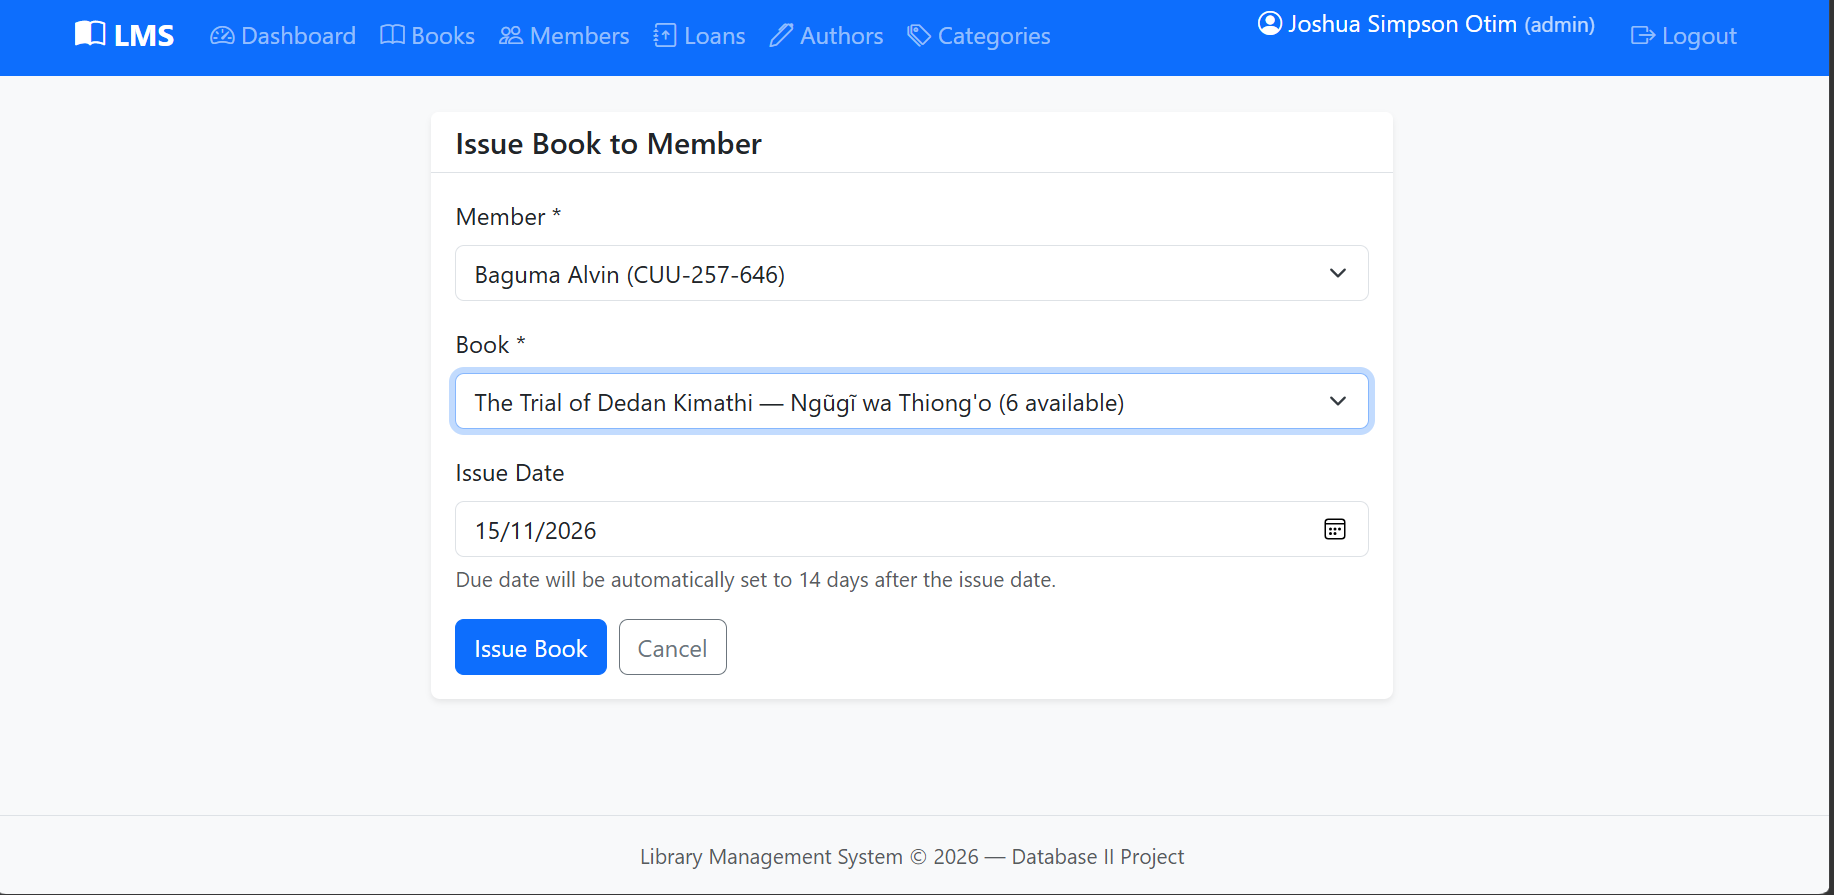 LMS Dashboard Books Members Loans Authors Categories Joshua Simpson Otim (admin) Logout
Issue Book to Member
Member *
Baguma Alvin (CUU-257-646)
Book *
The Trial of Dedan Kimathi — Ngũgĩ wa Thiong'o (6 available)
Issue Date
15/11/2026
Due date will be automatically set to 14 days after the issue date.
Issue Book Cancel
Library Management System © 2026 — Database II Project